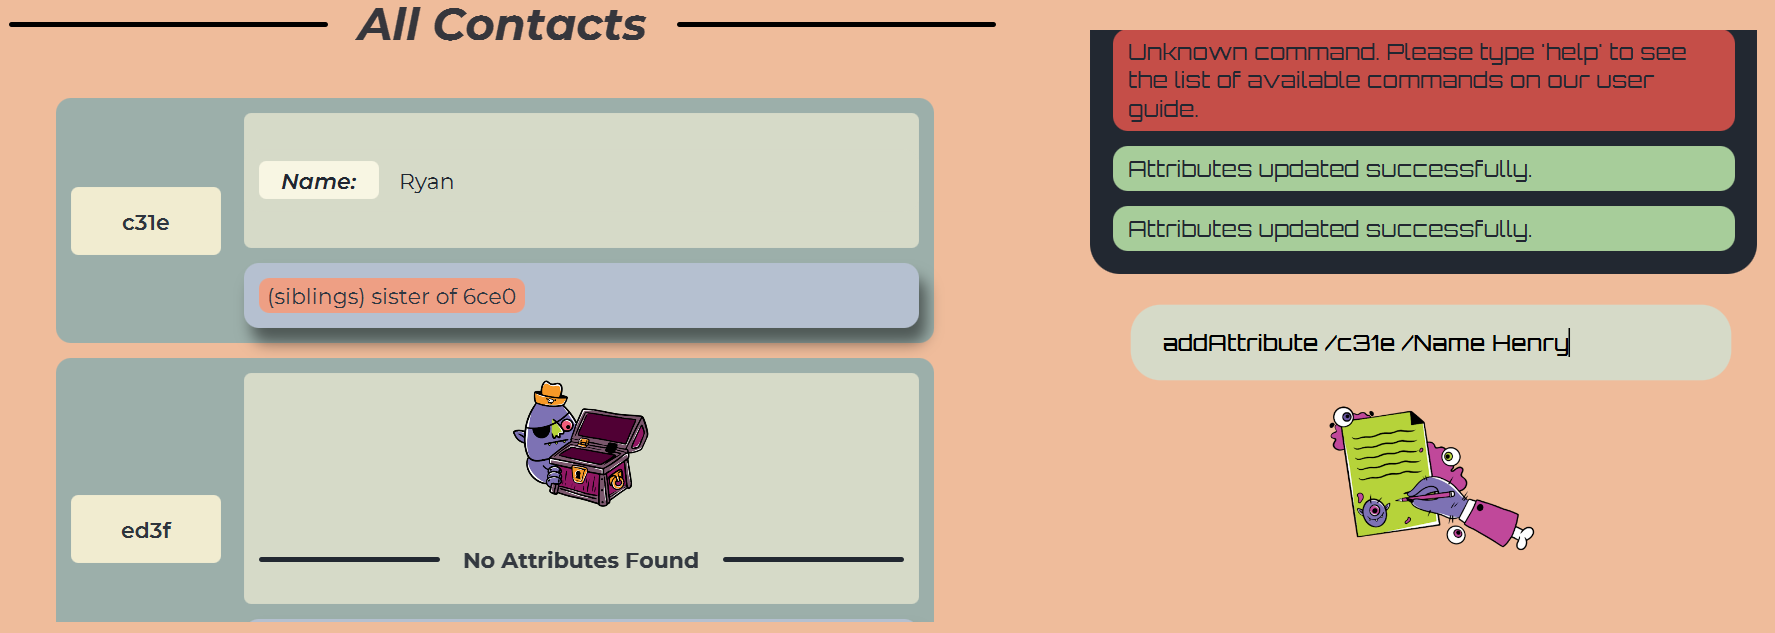 All Contacts
c31e
Name: Ryan
(siblings) sister of 6ce0
ed3f
No Attributes Found
Unknown command. Please type 'help' to see
the list of available commands on our user
guide.
Attributes updated successfully.
Attributes updated successfully.
addAttribute /c31e /Name Henry